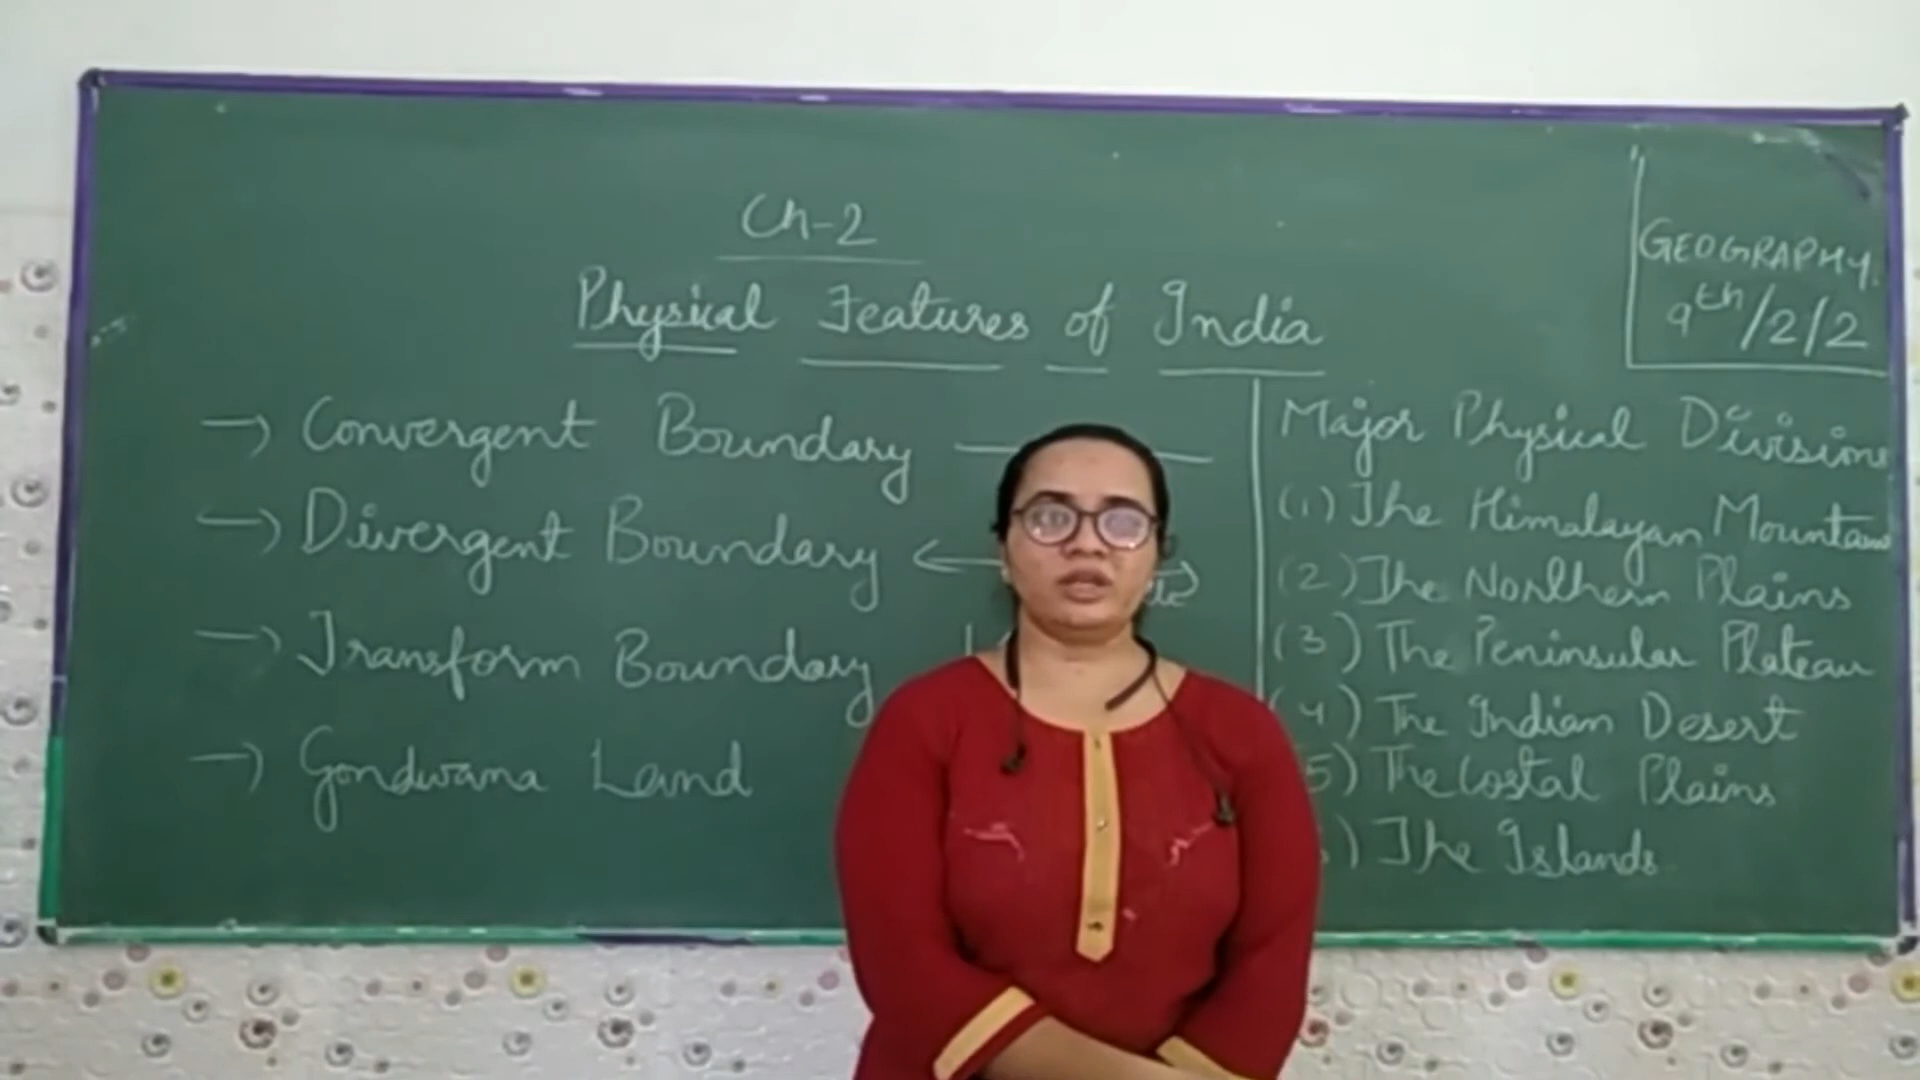 Ch-2
Physical Features of India
GEOGRAPHY.
9th/2/2
→ Convergent Boundary
→ Divergent Boundary
→ Transform Boundary
→ Gondwana Land
Major Physical Divisions
(1) The Himalayan Mountains
(2) The Northern Plains
(3) The Peninsular Plateau
(4) The Indian Desert
5) The Costal Plains
) The Islands